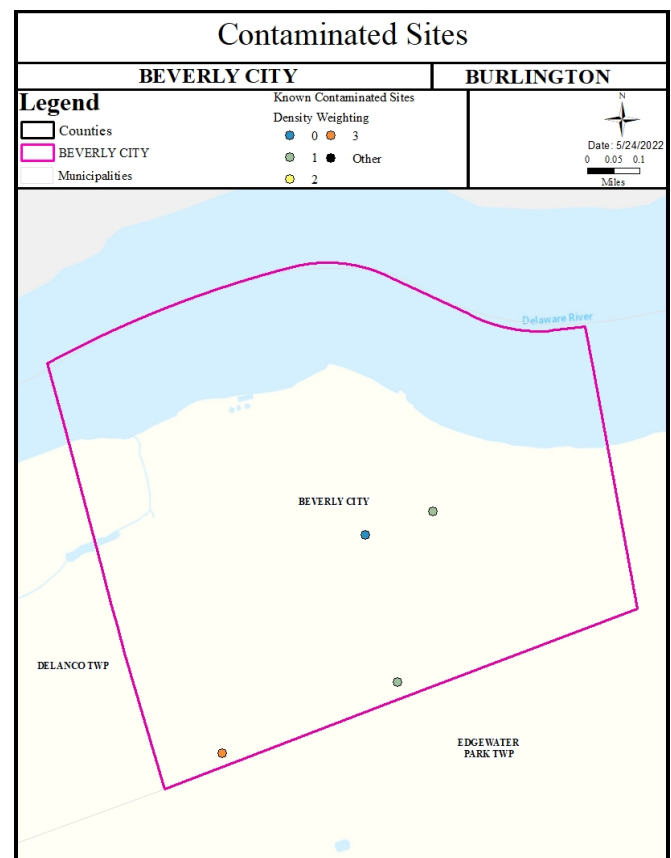 Contaminated Sites
BEVERLY CITY
BURLINGTON
Legend
Counties
BEVERLY CITY
Municipalities
Known Contaminated Sites
Density Weighting
0
3
1
Other
2
N
Date: 5/24/2022
0 0.05 0.1
Miles
Delaware River
BEVERLY CITY
DELANCO TWP
EDGEWATER
PARK TWP